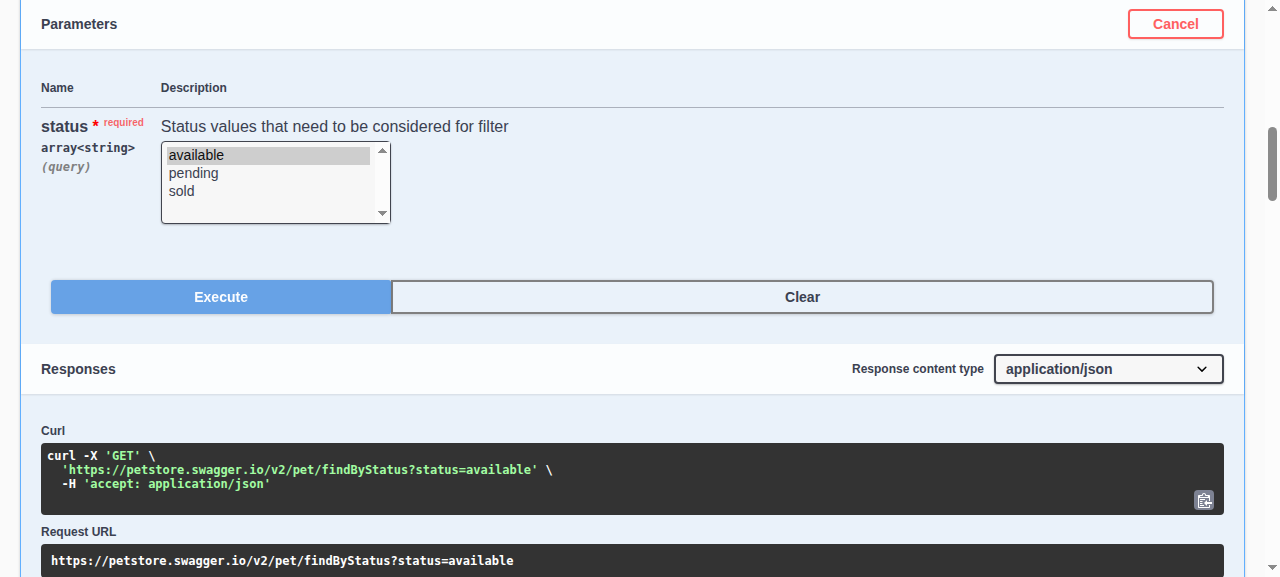 Parameters
Cancel
Name Description
status * required
Status values that need to be considered for filter
array<string>
(query)
available
pending
sold
Execute
Clear
Responses
Response content type
application/json
Curl
curl -X 'GET' \
  'https://petstore.swagger.io/v2/pet/findByStatus?status=available' \
  -H 'accept: application/json'
Request URL
https://petstore.swagger.io/v2/pet/findByStatus?status=available